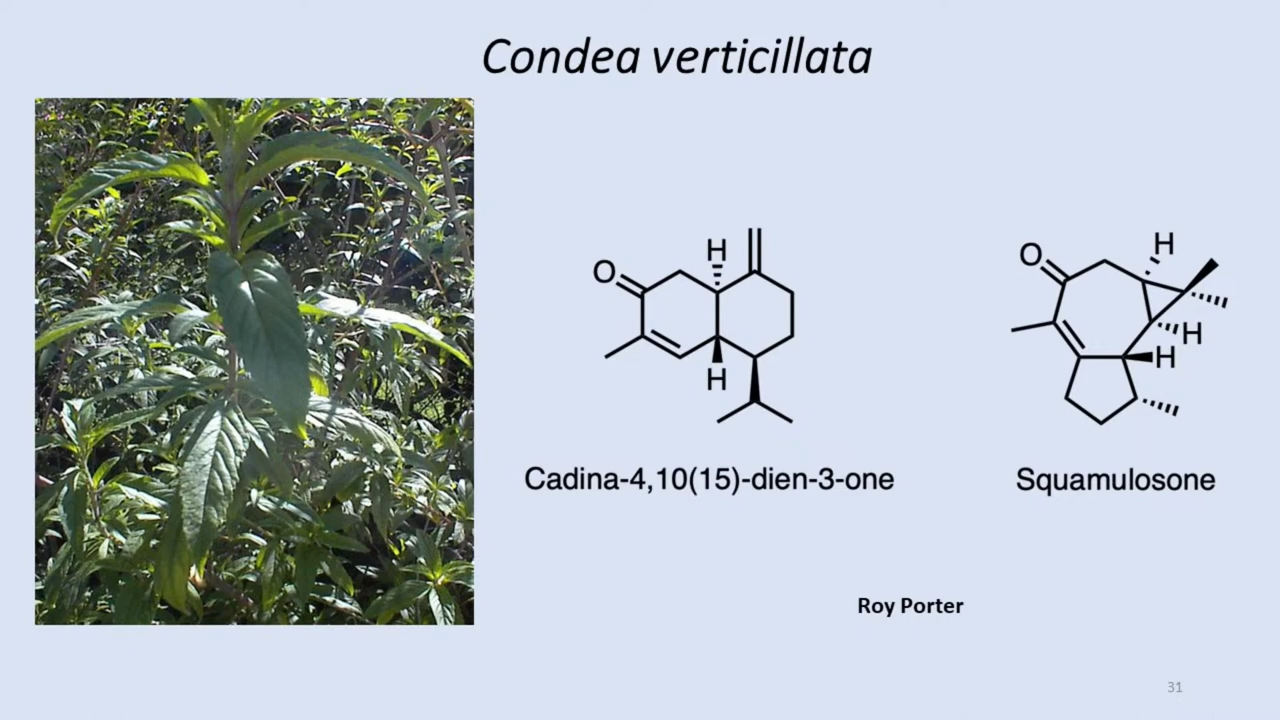 Condea verticillata
O
H
H
Cadina-4,10(15)-dien-3-one
O
H
H
H
Squamulosone
Roy Porter
31